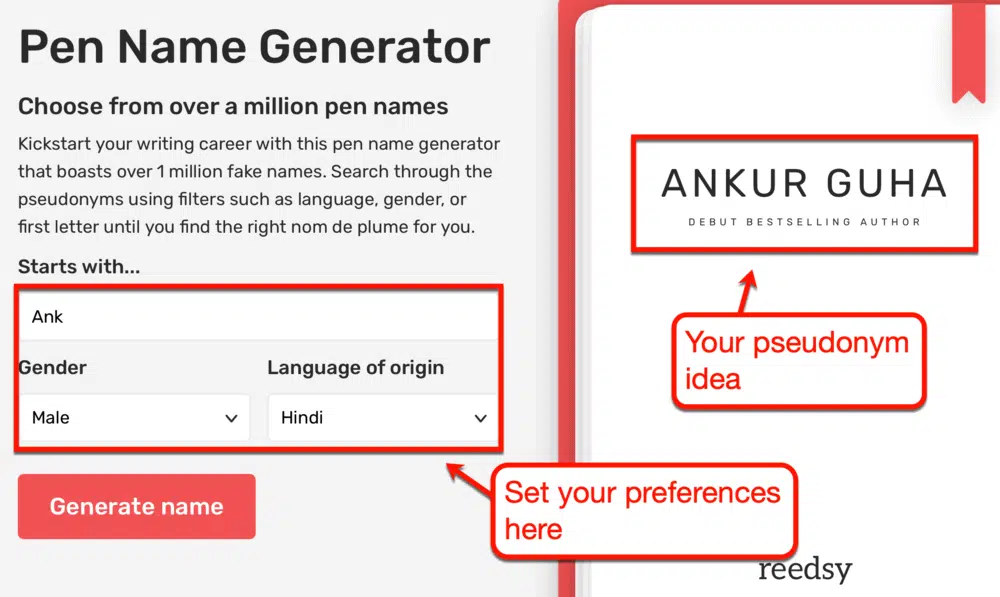 Pen Name Generator
Choose from over a million pen names
Kickstart your writing career with this pen name generator
that boasts over 1 million fake names. Search through the
pseudonyms using filters such as language, gender, or
first letter until you find the right nom de plume for you.
Starts with...
Ank
Gender
Language of origin
Male
Hindi
Generate name
ANKUR GUHA
DEBUT BESTSELLING AUTHOR
Your pseudonym
idea
Set your preferences
here
reedsy